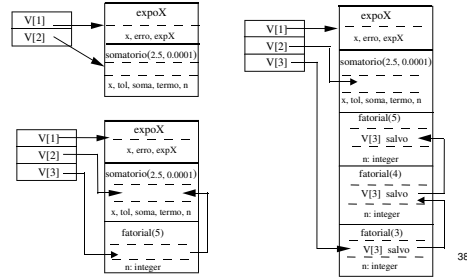 V[1]
V[2]
expoX
x, erro, expX
somatorio(2.5, 0.0001)
x, tol, soma, termo, n
V[1]
V[2]
V[3]
expoX
x, erro, expX
somatorio(2.5, 0.0001)
x, tol, soma, termo, n
fatorial(5)
n: integer
V[1]
V[2]
V[3]
expoX
x, erro, expX
somatorio(2.5, 0.0001)
x, tol, soma, termo, n
fatorial(5)
V[3] salvo
n: integer
fatorial(4)
V[3] salvo
n: integer
fatorial(3)
V[3] salvo
n: integer